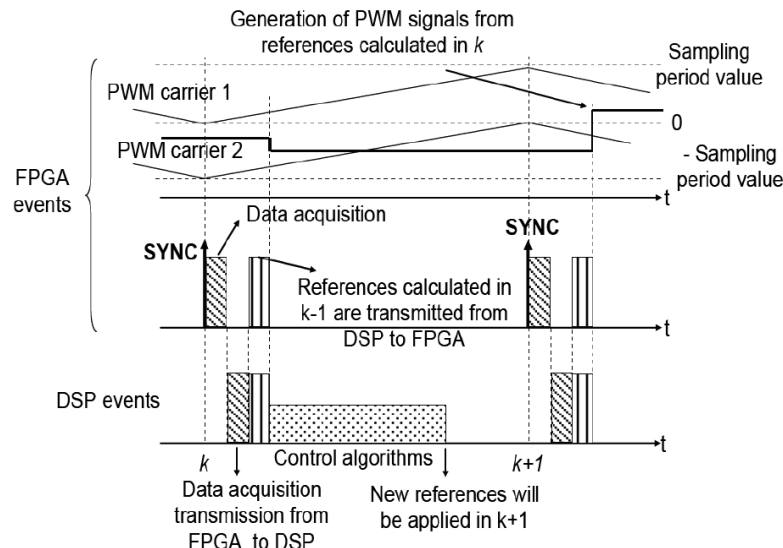 Generation of PWM signals from
references calculated in k
Sampling
period value
PWM carrier 1
0
PWM carrier 2
- Sampling
period value
FPGA
events
t
Data acquisition
SYNC
SYNC
References calculated in
k-1 are transmitted from
DSP to FPGA
t
DSP events
t
k
Control algorithms
k+1
Data acquisition
transmission from
FPGA to DSP
New references will
be applied in k+1